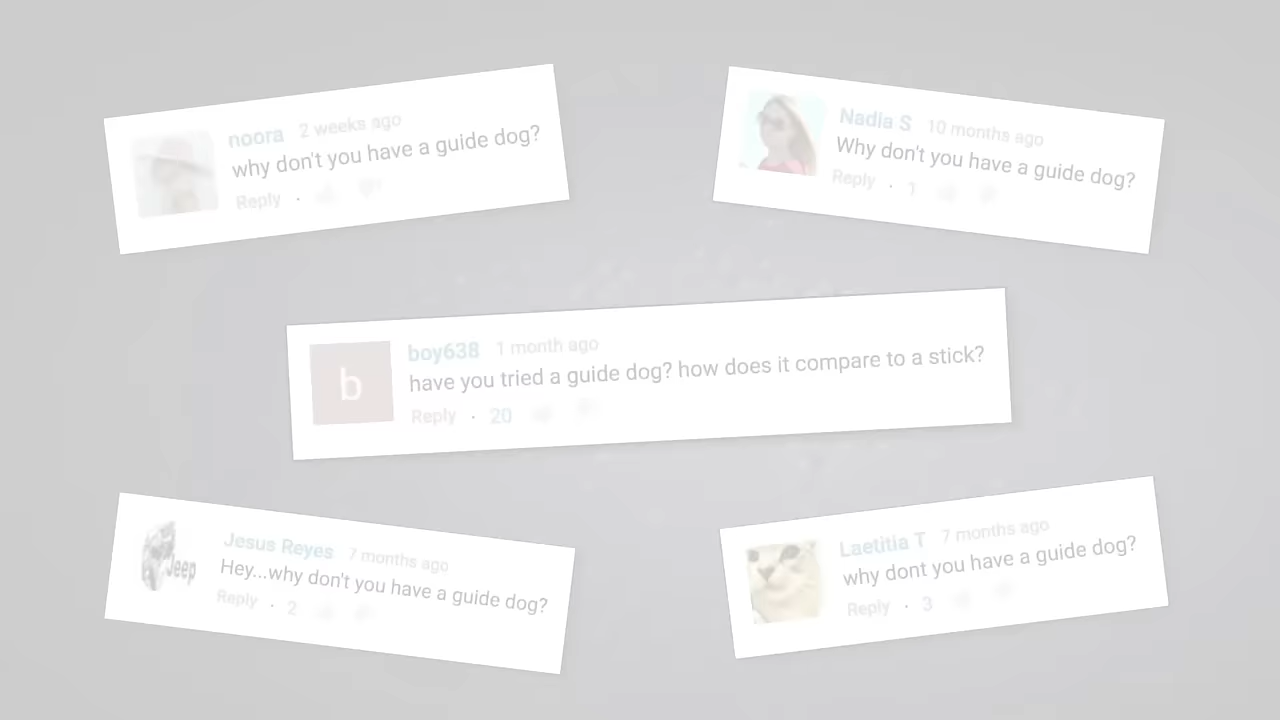 noora 2 weeks ago
why don't you have a guide dog?
Reply ·
Nadia S 10 months ago
Why don't you have a guide dog?
Reply · 1
b
boy638 1 month ago
have you tried a guide dog? how does it compare to a stick?
Reply · 20
Jeep
Jesus Reyes 7 months ago
Hey...why don't you have a guide dog?
Reply · 2
Laetitia T 7 months ago
why dont you have a guide dog?
Reply · 3